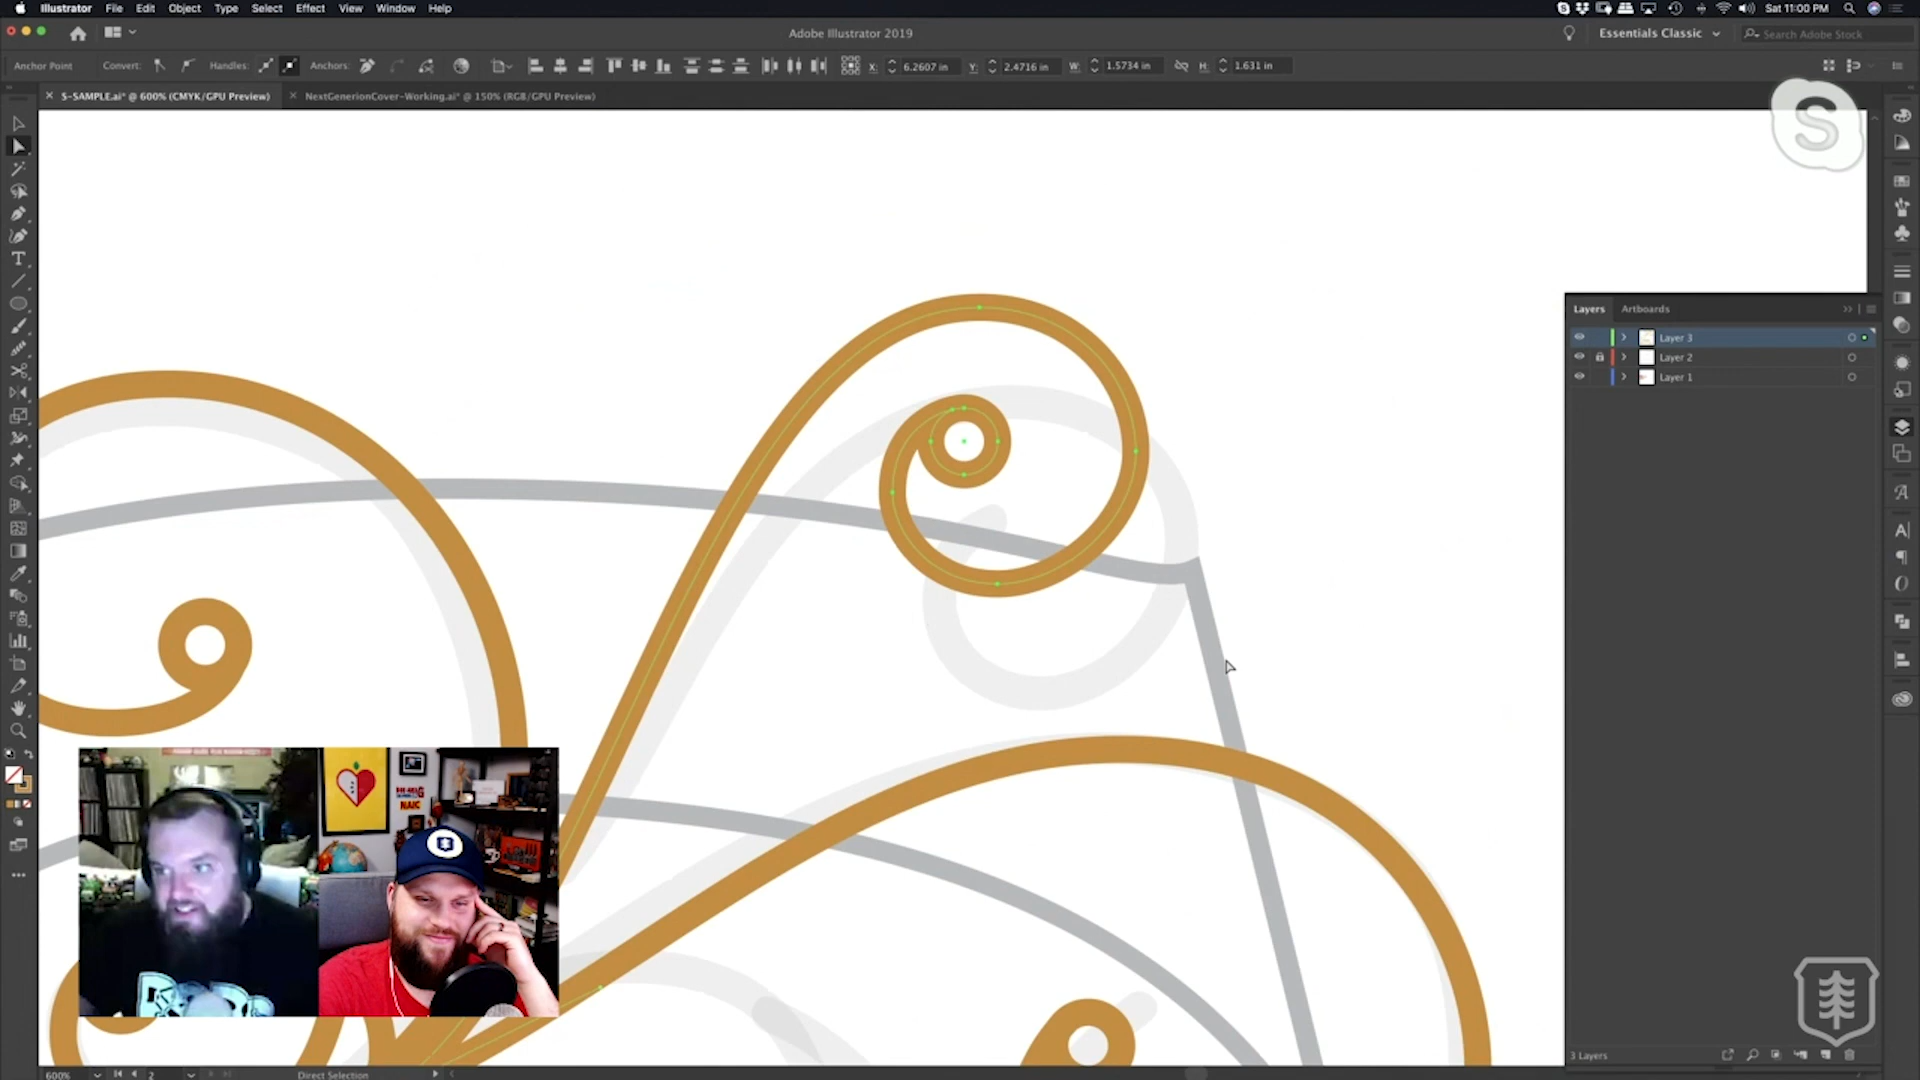 Illustrator File Edit Object Type Select Effect View Window Help
Sat 11:00 PM
Adobe Illustrator 2019
Essentials Classic
Search Adobe Stock
Anchor Point Convert: Handles: Anchors: X: 6.2607 in Y: 2.4716 in W: 1.5734 in H: 1.631 in
S-SAMPLE.ai* @ 600% (CMYK/GPU Preview)
NextGenerionCover-Working.ai* @ 150% (RGB/GPU Preview)
S
Layers Artboards
Layer 3
Layer 2
Layer 1
NAIC
3 Layers
600% 2 Direct Selection